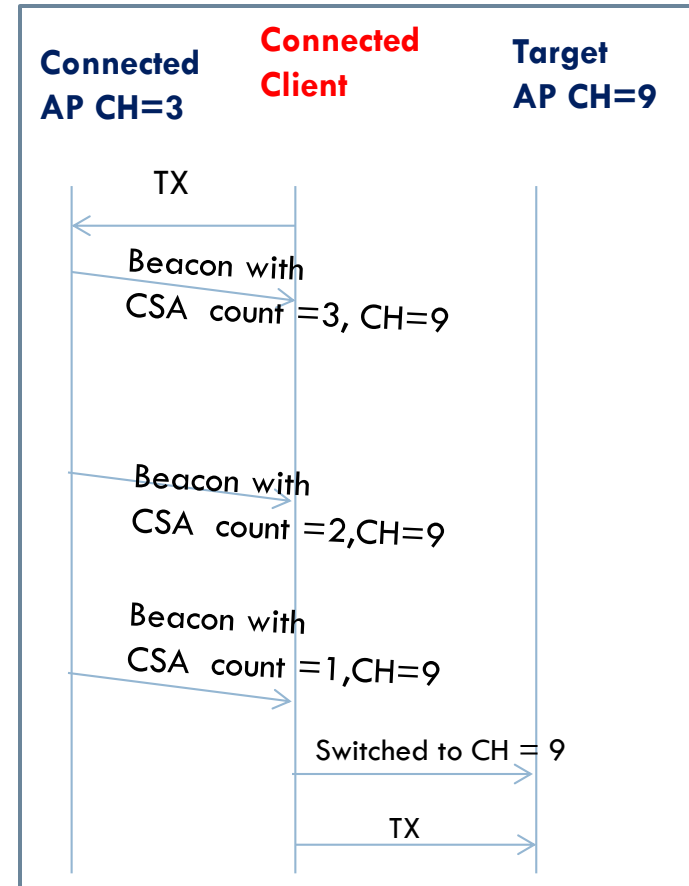 Connected
AP CH=3
Connected
Client
Target
AP CH=9
TX
Beacon with
CSA count =3, CH=9
Beacon with
CSA count =2,CH=9
Beacon with
CSA count =1,CH=9
Switched to CH = 9
TX